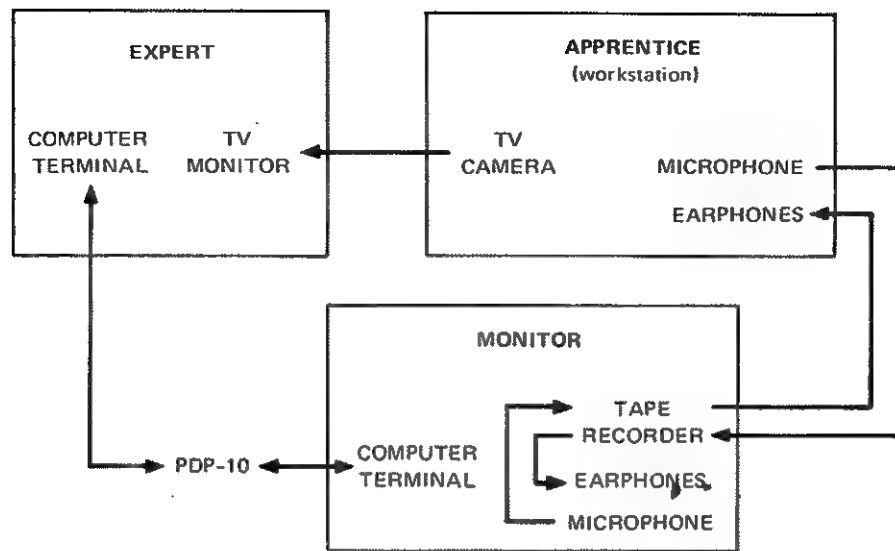 EXPERT
COMPUTER
TERMINAL
TV
MONITOR
APPRENTICE
(workstation)
TV
CAMERA
MICROPHONE
EARPHONES
MONITOR
TAPE
RECORDER
EARPHONES
MICROPHONE
COMPUTER
TERMINAL
PDP-10